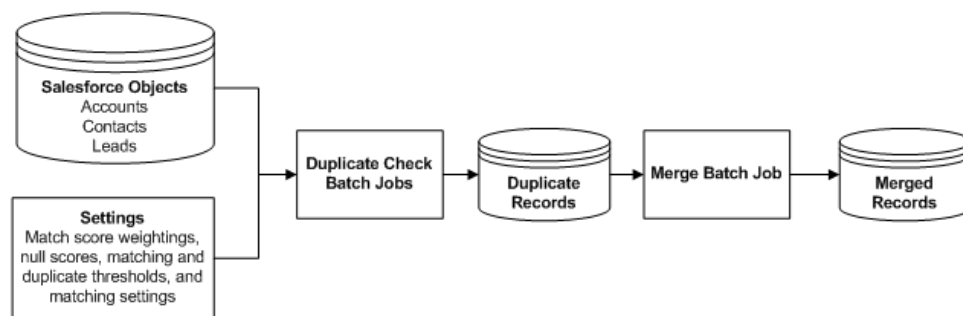 Salesforce Objects
Accounts
Contacts
Leads
Settings
Match score weightings,
null scores, matching and
duplicate thresholds, and
matching settings
Duplicate Check
Batch Jobs
Duplicate
Records
Merge Batch Job
Merged
Records